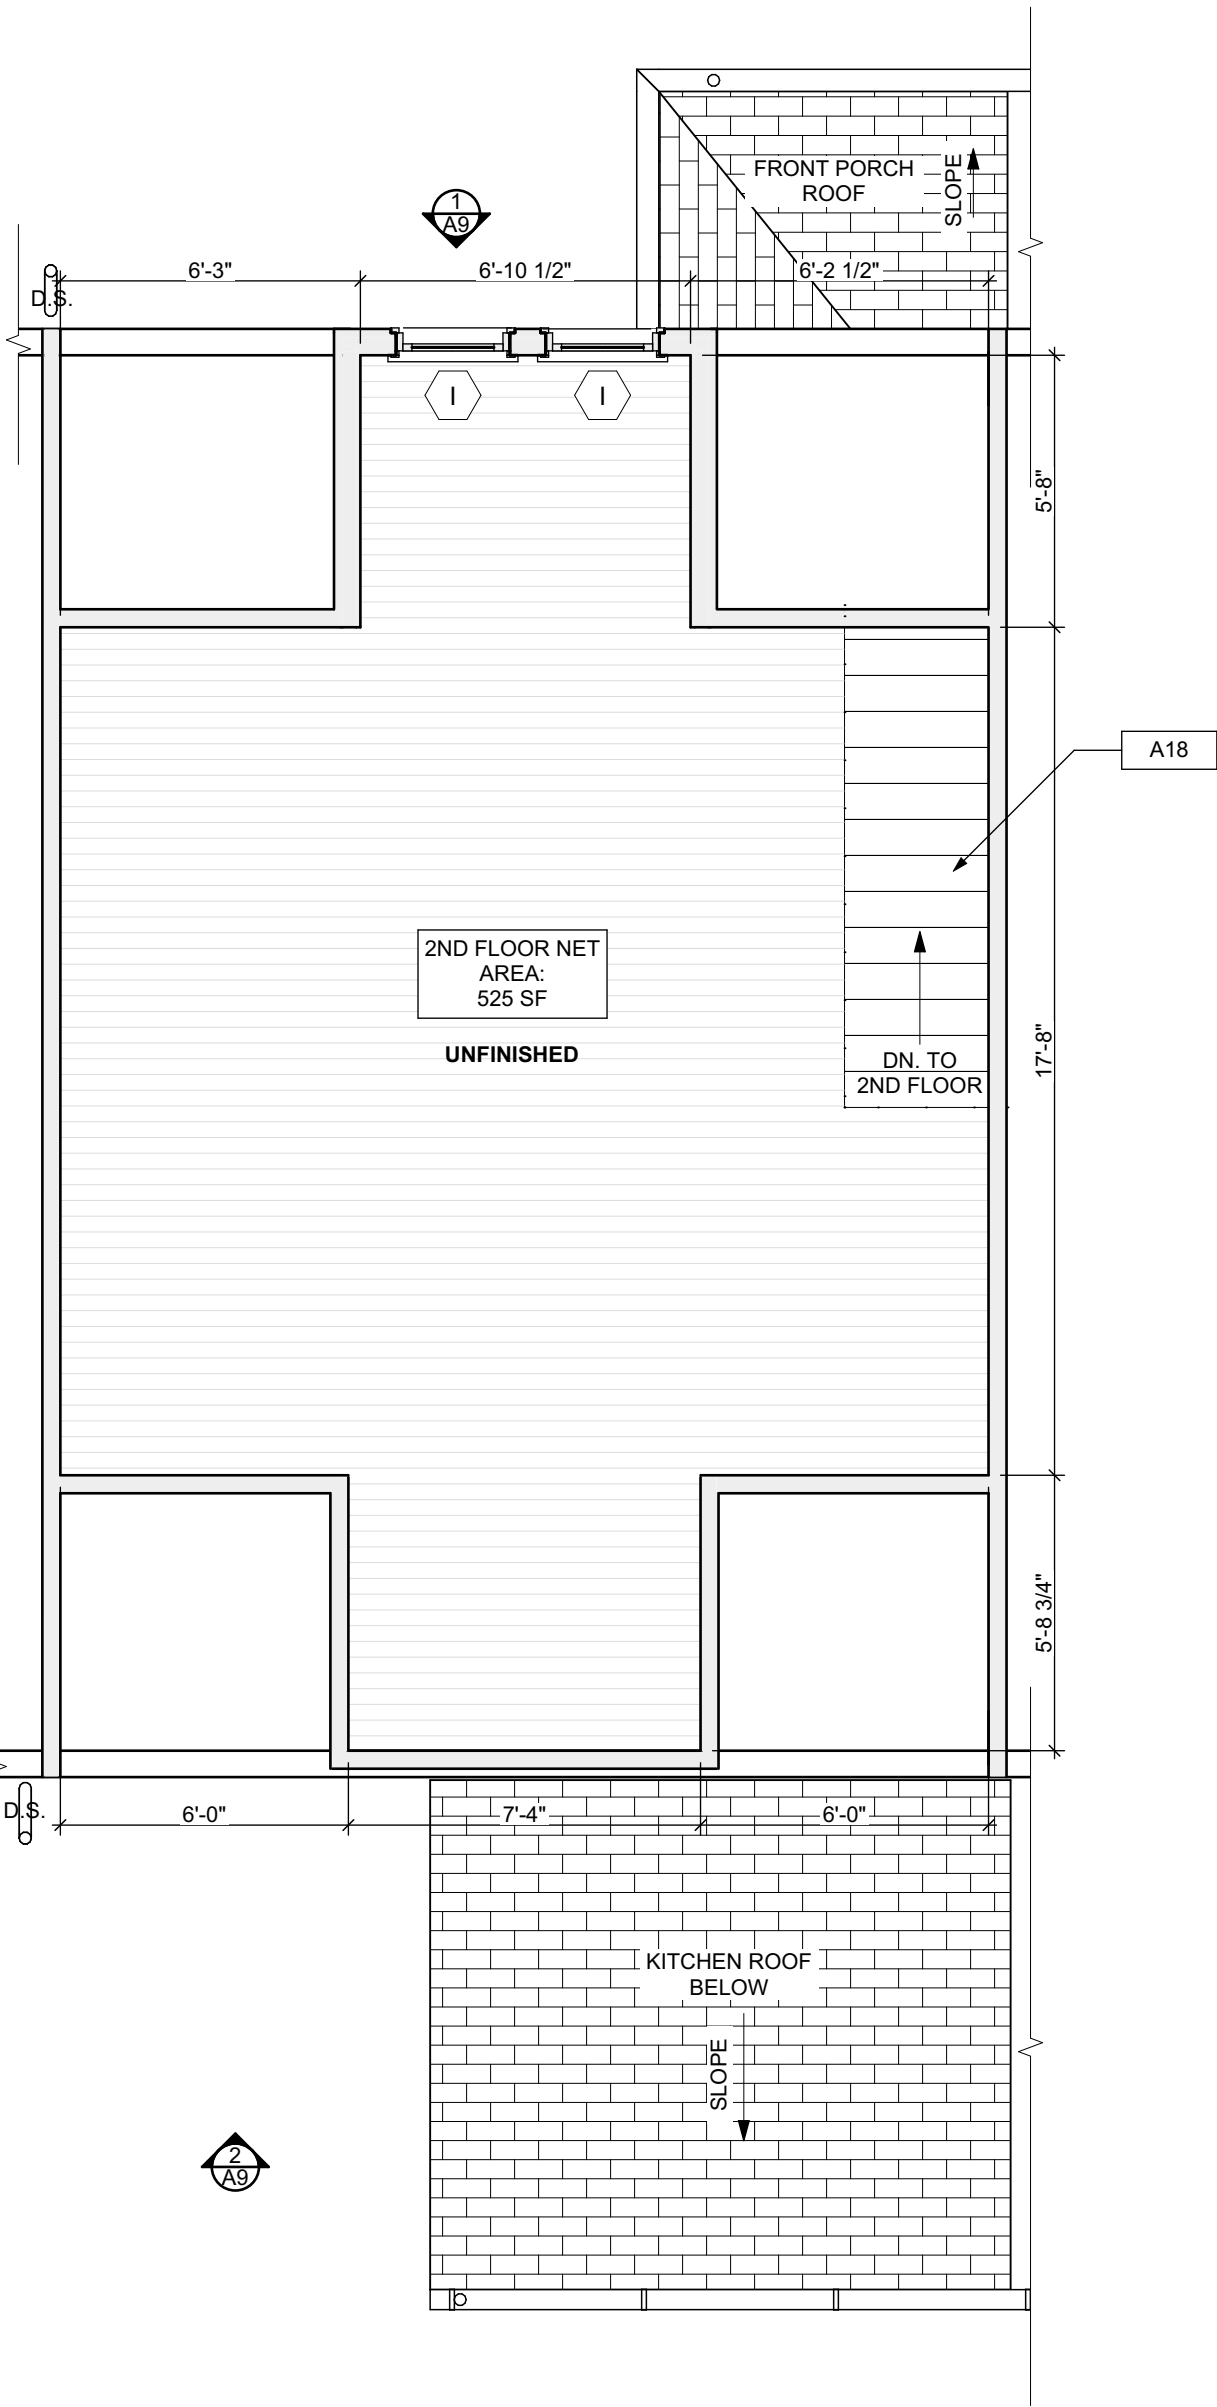 FRONT PORCH
ROOF
SLOPE
1
A9
6'-3"
6'-10 1/2"
6'-2 1/2"
D.S.
I
I
5'-8"
A18
2ND FLOOR NET
AREA:
525 SF
UNFINISHED
DN. TO
2ND FLOOR
17'-8"
5'-8 3/4"
D.S.
6'-0"
7'-4"
6'-0"
KITCHEN ROOF
BELOW
SLOPE
2
A9